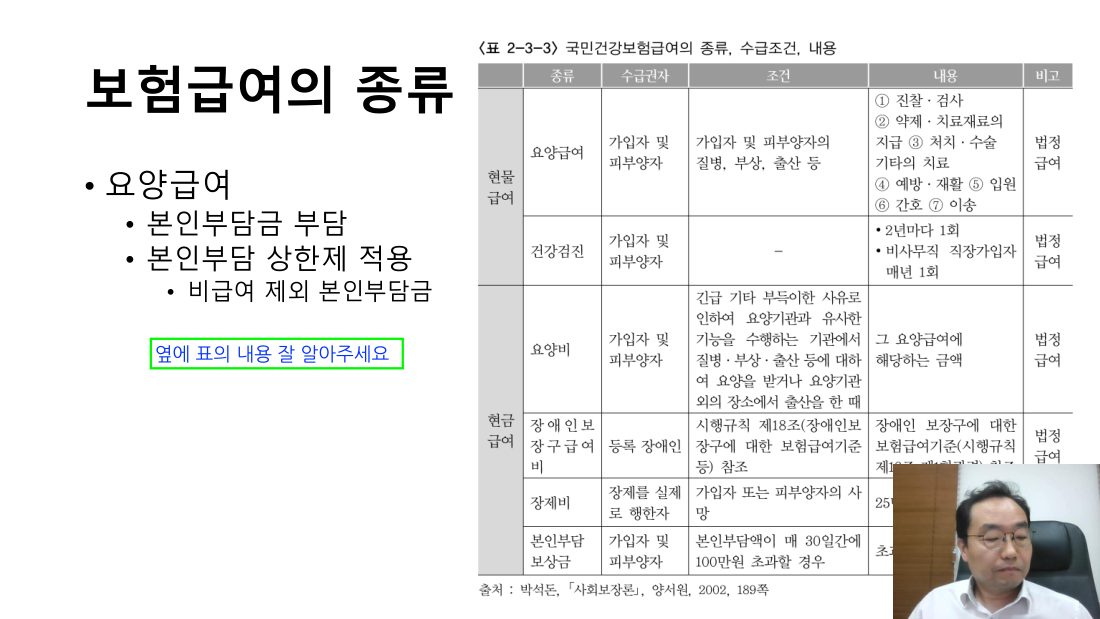 보험급여의 종류
• 요양급여
• 본인부담금 부담
• 본인부담 상한제 적용
• 비급여 제외 본인부담금
옆에 표의 내용 잘 알아주세요
〈표 2-3-3〉 국민건강보험급여의 종류, 수급조건, 내용
종류 수급권자 조건 내용 비고
현물
급여
요양급여
가입자 및
피부양자
가입자 및 피부양자의
질병, 부상, 출산 등
① 진찰·검사
② 약제·치료재료의
지급 ③ 처치·수술
기타의 치료
④ 예방·재활 ⑤ 입원
⑥ 간호 ⑦ 이송
법정
급여
건강검진
가입자 및
피부양자
–
• 2년마다 1회
• 비사무직 직장가입자
매년 1회
법정
급여
현금
급여
요양비
가입자 및
피부양자
긴급 기타 부득이한 사유로
인하여 요양기관과 유사한
기능을 수행하는 기관에서
질병·부상·출산 등에 대하
여 요양을 받거나 요양기관
외의 장소에서 출산을 한 때
그 요양급여에
해당하는 금액
법정
급여
장애인보
장구급여
비
등록 장애인
시행규칙 제18조(장애인보
장구에 대한 보험급여기준
등) 참조
장애인 보장구에 대한
보험급여기준(시행규칙
법정
급여
장제비
장제를 실제
로 행한자
가입자 또는 피부양자의 사
망
본인부담
보상금
가입자 및
피부양자
본인부담액이 매 30일간에
100만원 초과할 경우
출처 : 박석돈, 「사회보장론」, 양서원, 2002, 189쪽